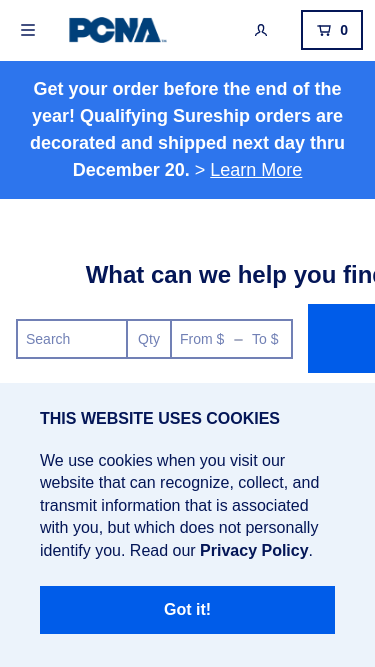 PCNA
0
Get your order before the end of the
year! Qualifying Sureship orders are
decorated and shipped next day thru
December 20. > Learn More
What can we help you find
Search
Qty
From $ – To $
THIS WEBSITE USES COOKIES
We use cookies when you visit our
website that can recognize, collect, and
transmit information that is associated
with you, but which does not personally
identify you. Read our Privacy Policy.
Got it!